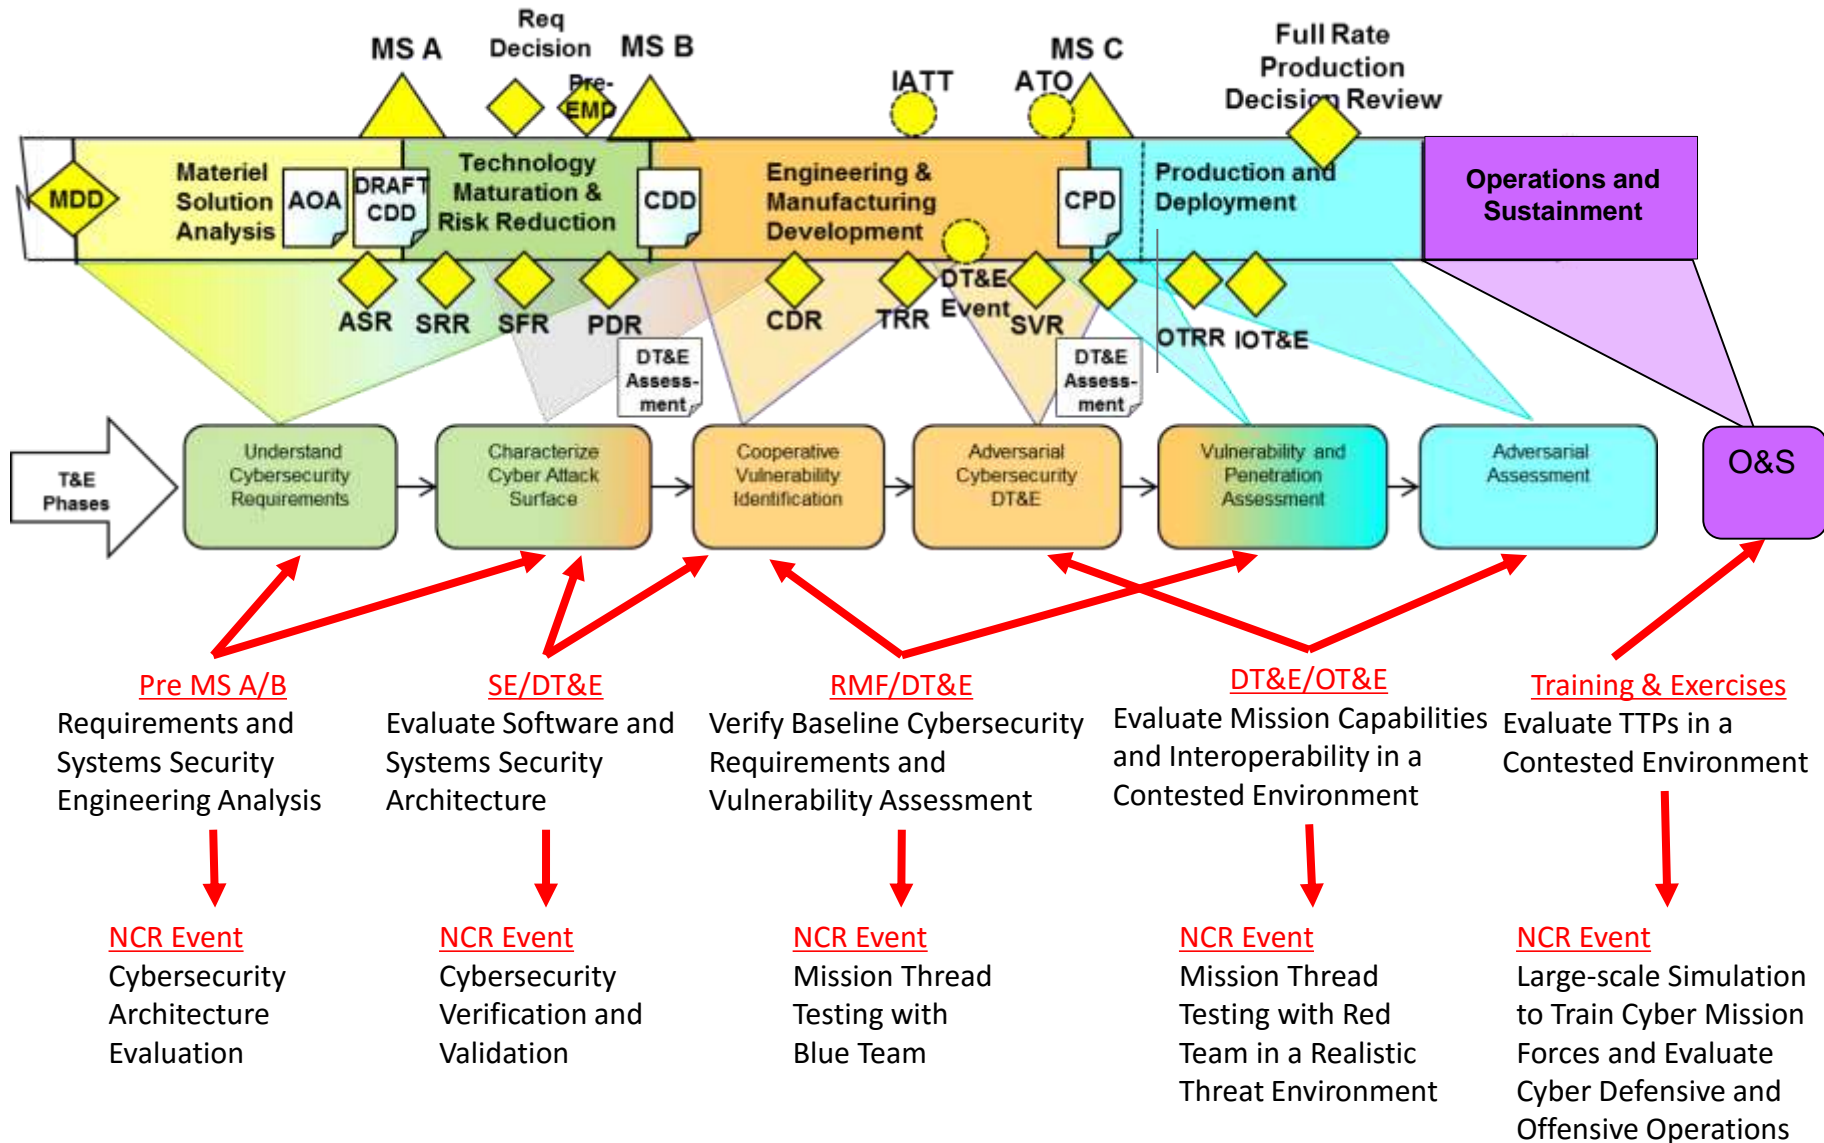 Req
Decision
MS A
MS B
Pre-
EMD
IATT
ATO
MS C
Full Rate
Production
Decision Review
MDD
Materiel
Solution
Analysis
AOA
DRAFT
CDD
Technology
Maturation &
Risk Reduction
CDD
Engineering &
Manufacturing
Development
CPD
Production and
Deployment
Operations and
Sustainment
ASR
SRR
SFR
PDR
CDR
TRR
DT&E
Event
SVR
OTRR
IOT&E
DT&E
Assess-
ment
DT&E
Assess-
ment
T&E
Phases
Understand
Cybersecurity
Requirements
Characterize
Cyber Attack
Surface
Cooperative
Vulnerability
Identification
Adversarial
Cybersecurity
DT&E
Vulnerability and
Penetration
Assessment
Adversarial
Assessment
O&S
Pre MS A/B
Requirements and
Systems Security
Engineering Analysis
SE/DT&E
Evaluate Software and
Systems Security
Architecture
RMF/DT&E
Verify Baseline Cybersecurity
Requirements and
Vulnerability Assessment
DT&E/OT&E
Evaluate Mission Capabilities
and Interoperability in a
Contested Environment
Training & Exercises
Evaluate TTPs in a
Contested Environment
NCR Event
Cybersecurity
Architecture
Evaluation
NCR Event
Cybersecurity
Verification and
Validation
NCR Event
Mission Thread
Testing with
Blue Team
NCR Event
Mission Thread
Testing with Red
Team in a Realistic
Threat Environment
NCR Event
Large-scale Simulation
to Train Cyber Mission
Forces and Evaluate
Cyber Defensive and
Offensive Operations